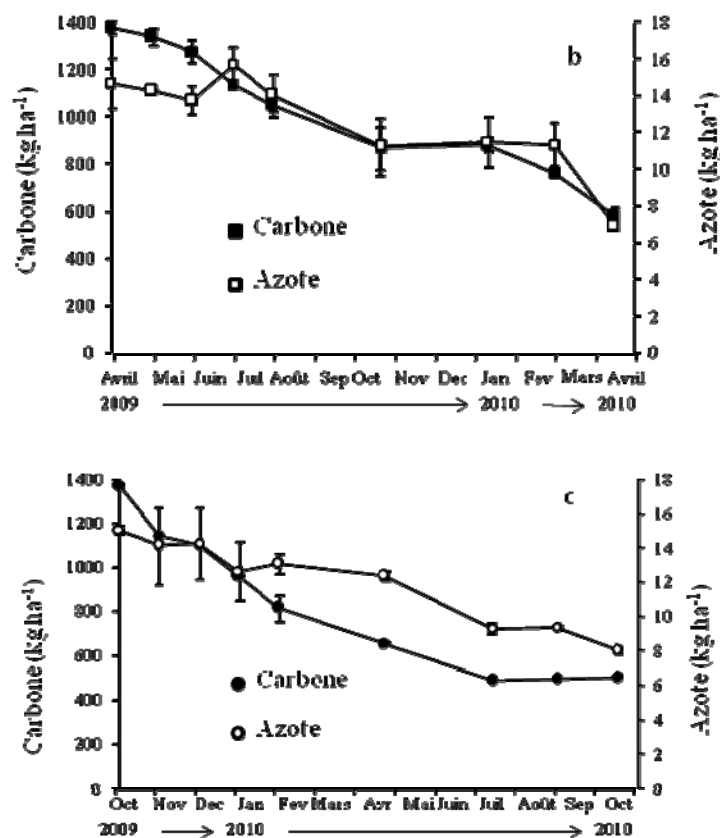 1400
1200
1000
800
600
400
200
0
Carbone (kg ha-1)
b
Carbone
Azote
18
16
14
12
10
8
6
4
2
0
Azote (kg ha-1)
Avril Mai Juin Juil Août Sep Oct Nov Dec Jan Fev Mars Avril
2009 2010 2010
1400
1200
1000
800
600
400
200
0
Carbone (kg ha-1)
c
Carbone
Azote
18
16
14
12
10
8
6
4
2
0
Azote (kg ha-1)
Oct Nov Dec Jan Fev Mars Avr Mai Juin Juil Août Sep Oct
2009 2010 2010